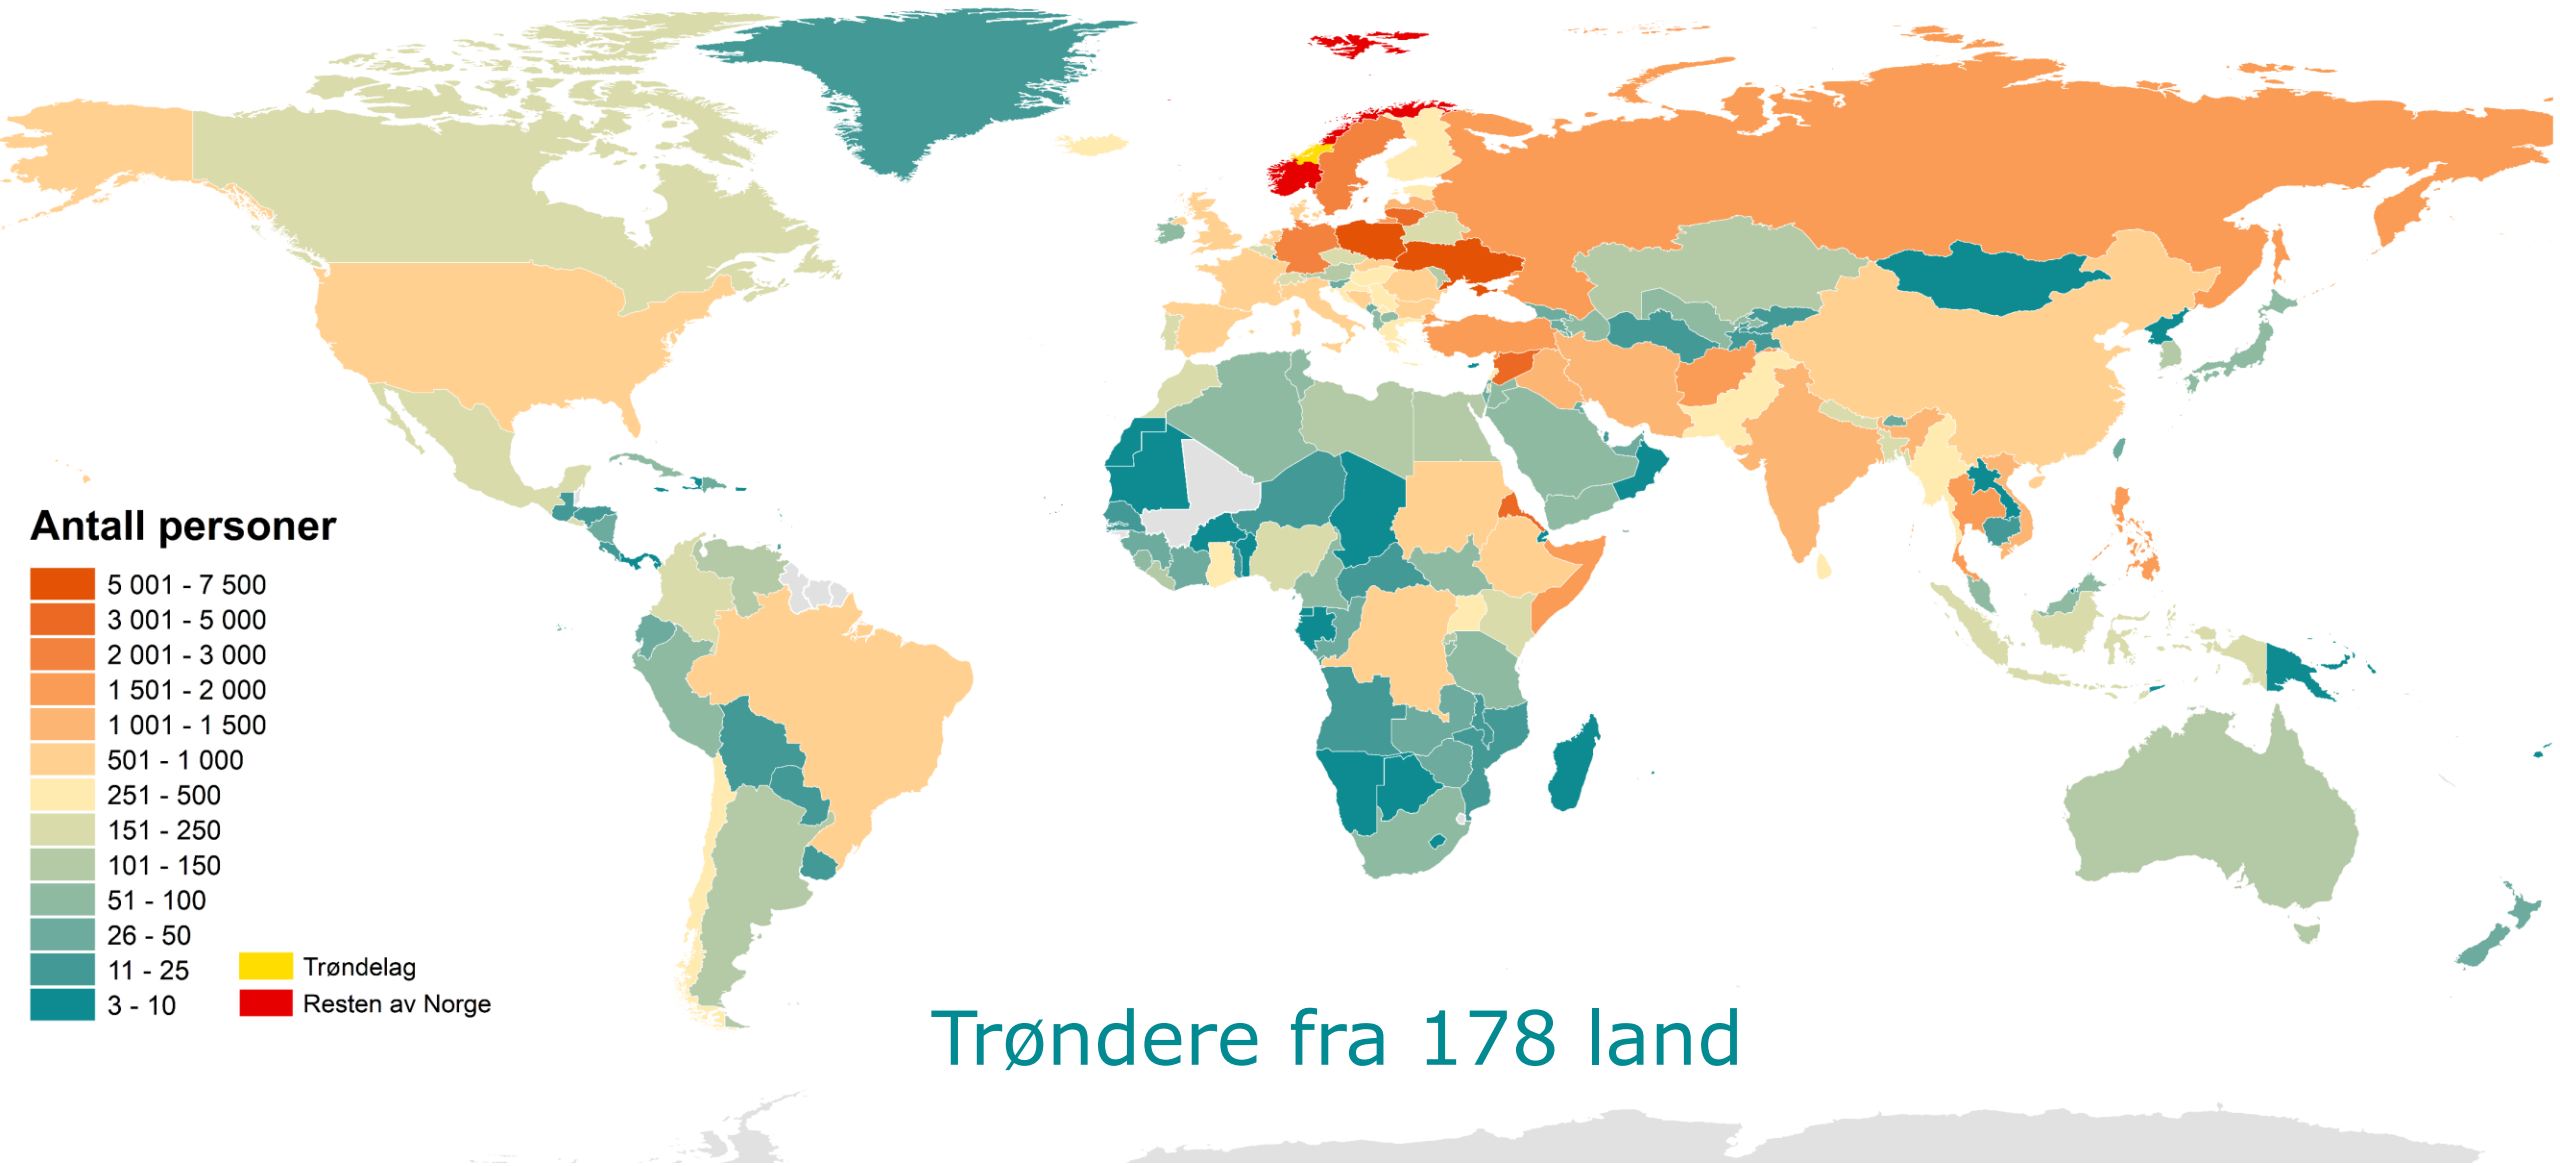 Antall personer
5 001 - 7 500
3 001 - 5 000
2 001 - 3 000
1 501 - 2 000
1 001 - 1 500
501 - 1 000
251 - 500
151 - 250
101 - 150
51 - 100
26 - 50
11 - 25
3 - 10
Trøndelag
Resten av Norge
Trøndere fra 178 land